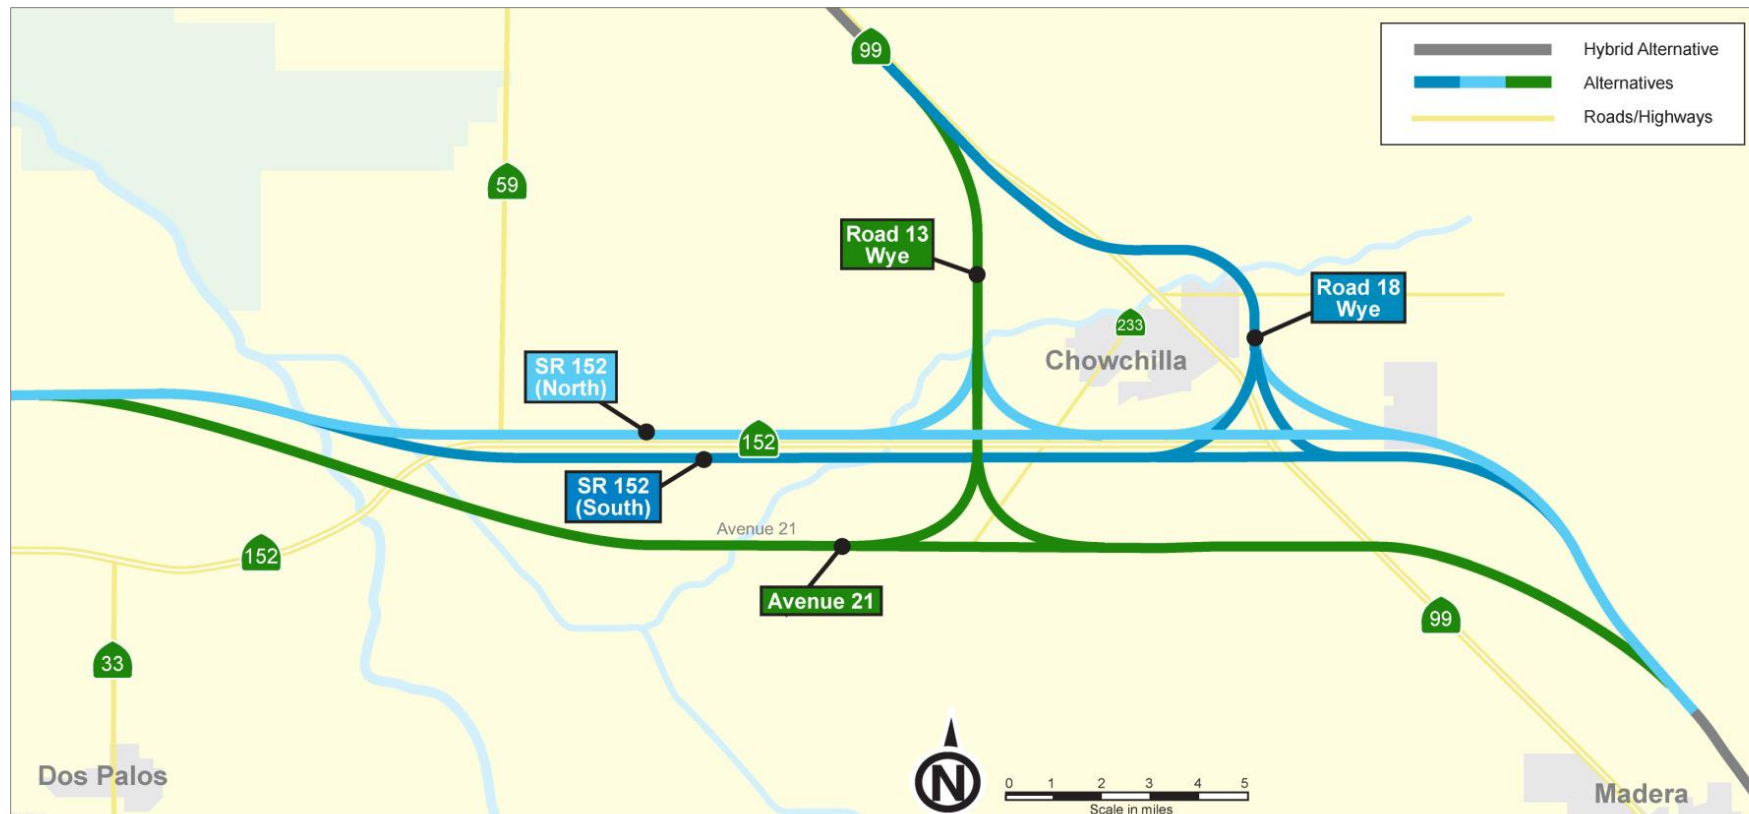 99
Hybrid Alternative
Alternatives
Roads/Highways
59
Road 13
Wye
Road 18
Wye
233
Chowchilla
SR 152
(North)
152
SR 152
(South)
Avenue 21
152
Avenue 21
99
33
Dos Palos
N
0 1 2 3 4 5
Scale in miles
Madera